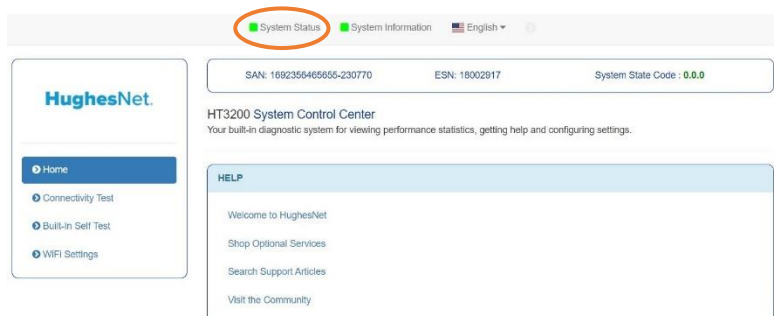 System Status System Information English
HughesNet.
SAN: 1692356465655-230770 ESN: 18002917 System State Code : 0.0.0
HT3200 System Control Center
Your built-in diagnostic system for viewing performance statistics, getting help and configuring settings.
Home
Connectivity Test
Built-In Self Test
WiFi Settings
HELP
Welcome to HughesNet
Shop Optional Services
Search Support Articles
Visit the Community